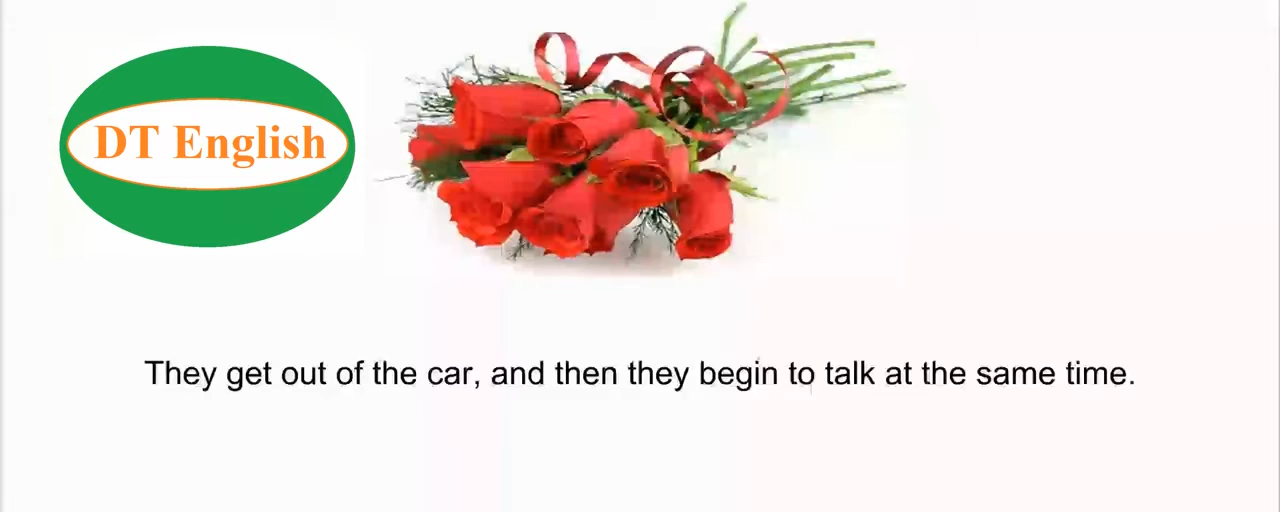 DT English
They get out of the car, and then they begin to talk at the same time.